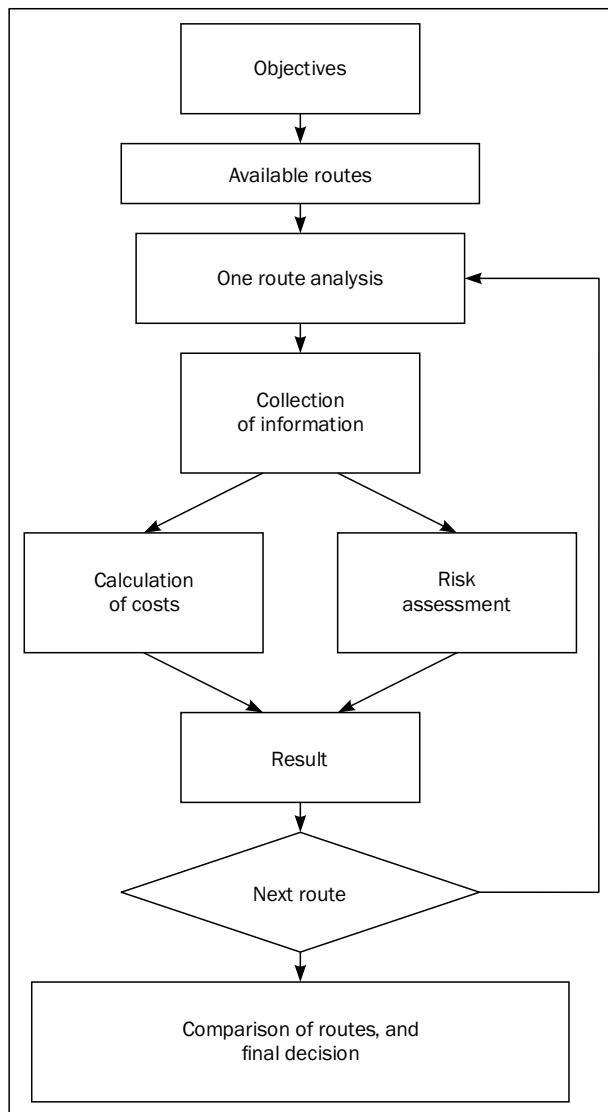 Objectives
Available routes
One route analysis
Collection
of information
Calculation
of costs
Risk
assessment
Result
Next route
Comparison of routes, and
final decision